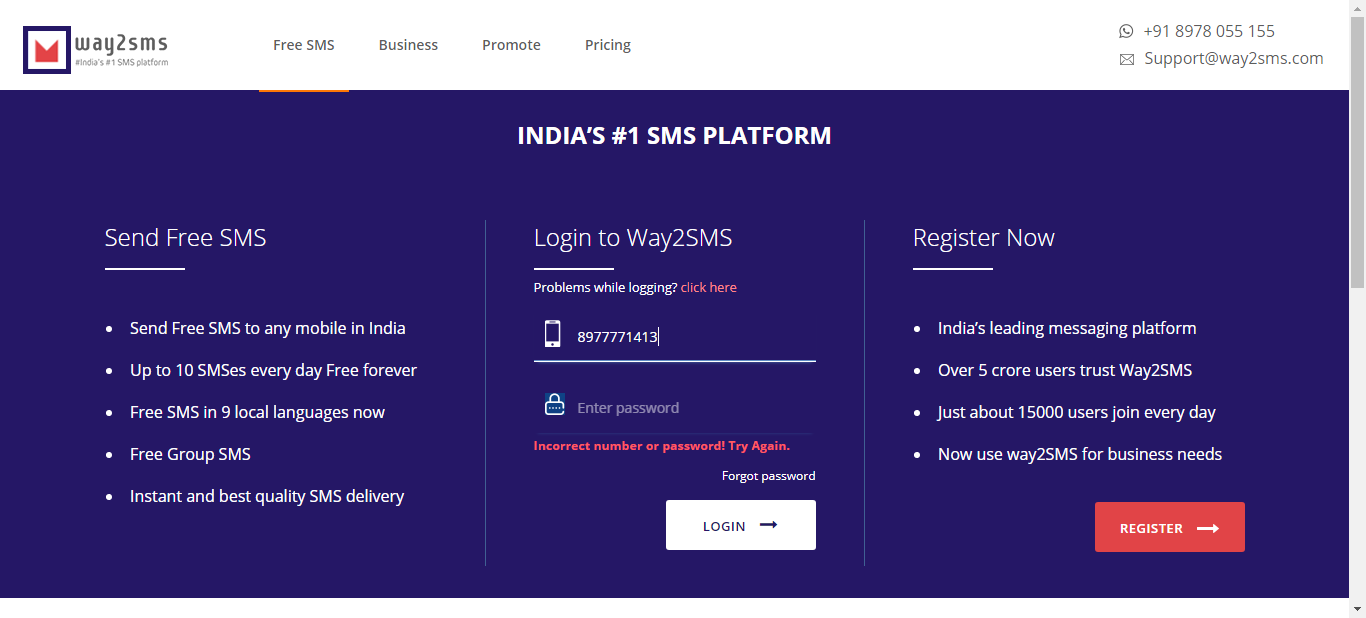 way2sms
#India's #1 SMS platform
Free SMS
Business
Promote
Pricing
+91 8978 055 155
Support@way2sms.com
INDIA’S #1 SMS PLATFORM
Send Free SMS
Send Free SMS to any mobile in India
Up to 10 SMSes every day Free forever
Free SMS in 9 local languages now
Free Group SMS
Instant and best quality SMS delivery
Login to Way2SMS
Problems while logging? click here
8977771413
Enter password
Incorrect number or password! Try Again.
Forgot password
LOGIN
Register Now
India’s leading messaging platform
Over 5 crore users trust Way2SMS
Just about 15000 users join every day
Now use way2SMS for business needs
REGISTER